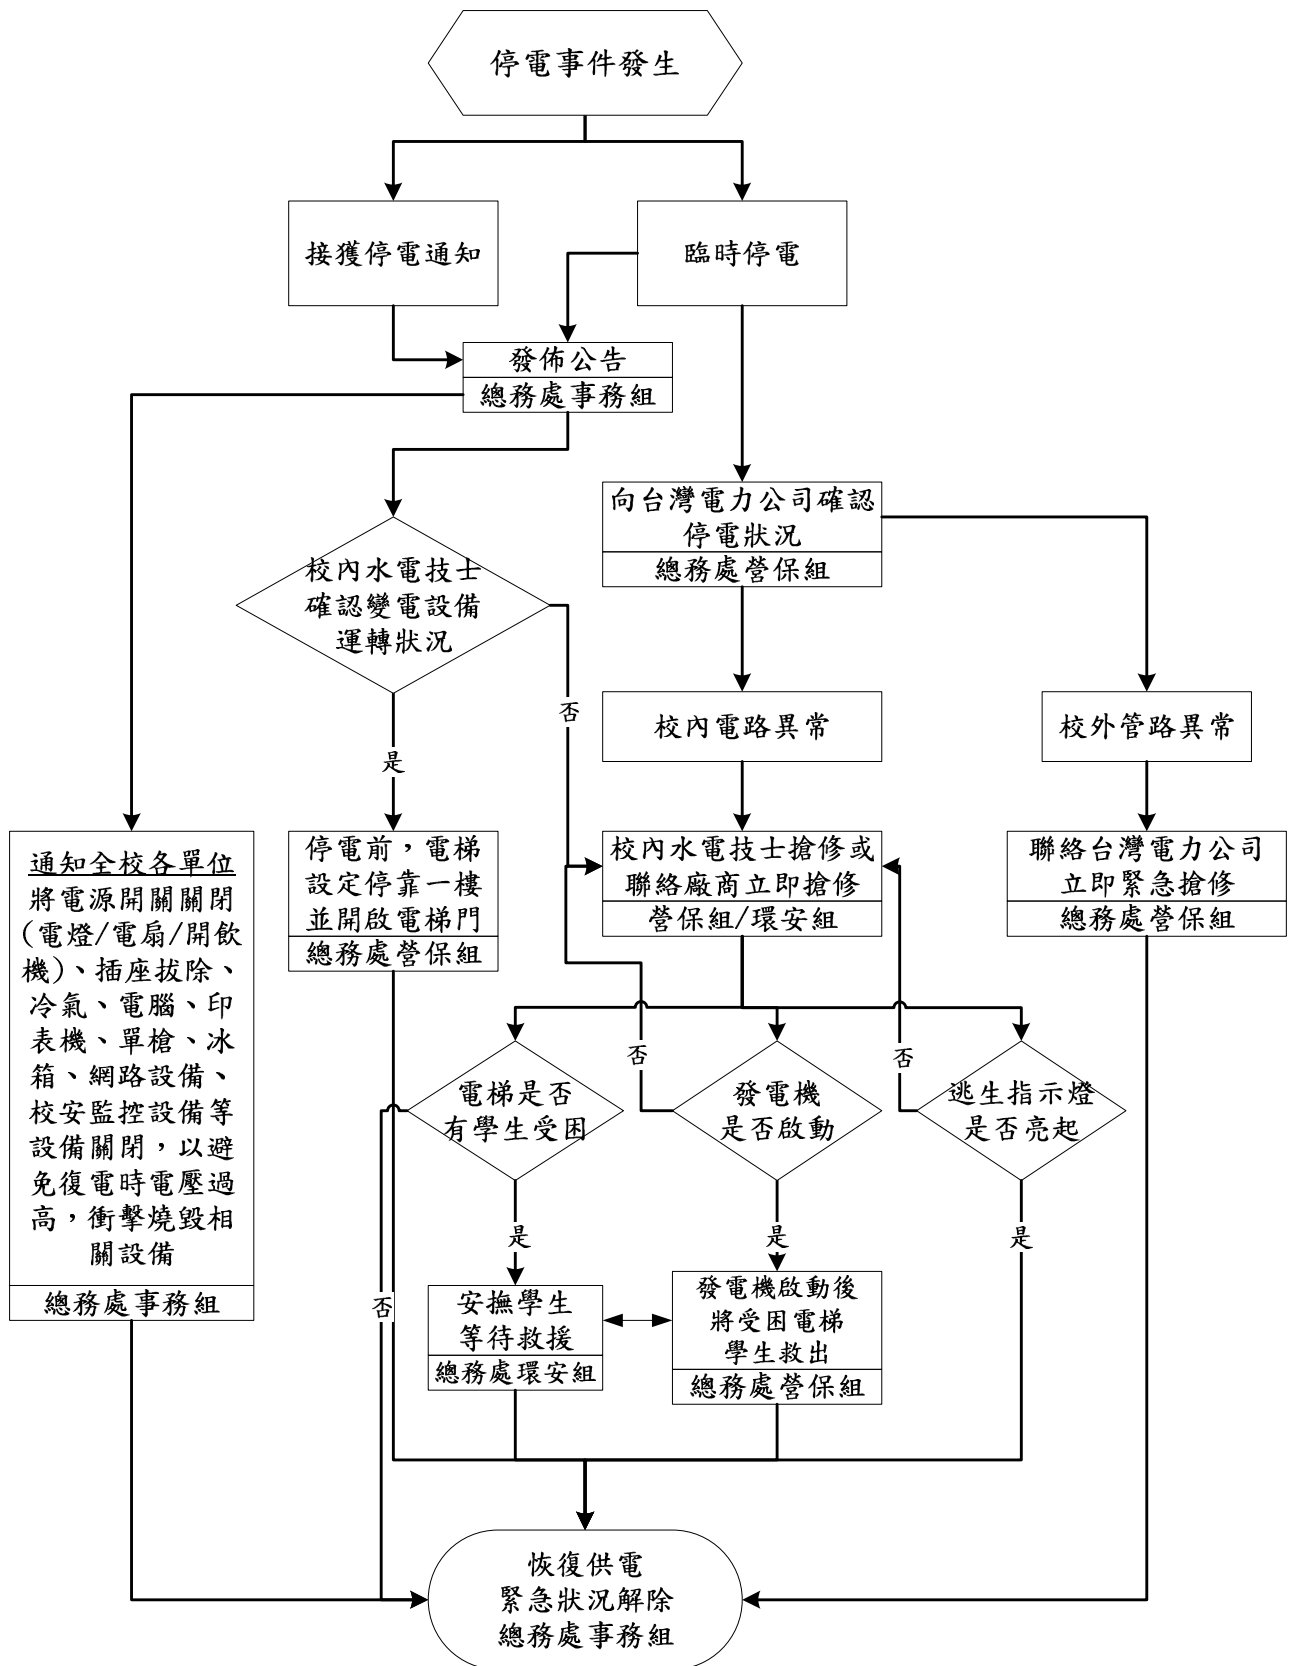 停電事件發生
接獲停電通知
臨時停電
發佈公告
總務處事務組
向台灣電力公司確認
停電狀況
總務處營保組
校內水電技士
確認變電設備
運轉狀況
否
是
校內電路異常
校外管路異常
通知全校各單位
將電源開關關閉
(電燈/電扇/開飲
機)、插座拔除、
冷氣、電腦、印
表機、單槍、冰
箱、網路設備、
校安監控設備等
設備關閉，以避
免復電時電壓過
高，衝擊燒毀相
關設備
總務處事務組
停電前，電梯
設定停靠一樓
並開啟電梯門
總務處營保組
校內水電技士搶修或
聯絡廠商立即搶修
營保組/環安組
聯絡台灣電力公司
立即緊急搶修
總務處營保組
電梯是否
有學生受困
否
發電機
是否啟動
否
逃生指示燈
是否亮起
是
是
是
否
安撫學生
等待救援
總務處環安組
發電機啟動後
將受困電梯
學生救出
總務處營保組
恢復供電
緊急狀況解除
總務處事務組